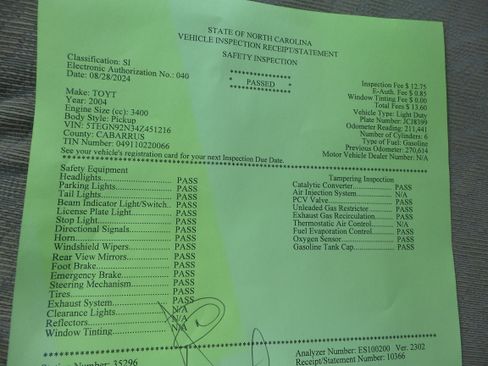 STATE OF NORTH CAROLINA
VEHICLE INSPECTION RECEIPT/STATEMENT
SAFETY INSPECTION
Classification: SI
Electronic Authorization No.: 040
Date: 08/28/2024
* PASSED *
Inspection Fee $ 12.75
E-Auth. Fee $ 0.85
Window Tinting Fee $ 0.00
Total Fees $ 13.60
Make: TOYT
Year: 2004
Engine Size (cc): 3400
Body Style: Pickup
VIN: 5TEGN92N34Z451216
County: CABARRUS
TIN Number: 049110220066
Vehicle Type: Light Duty
Plate Number: JCJ8199
Odometer Reading: 211,441
Number of Cylinders: 6
Type of Fuel: Gasoline
Previous Odometer: 270,614
Motor Vehicle Dealer Number: N/A
See your vehicle's registration card for your next Inspection Due Date.
Safety Equipment
Headlights PASS
Parking Lights PASS
Tail Lights PASS
Beam Indicator Light/Switch.. PASS
License Plate Light PASS
Stop Light PASS
Directional Signals PASS
Horn PASS
Windshield Wipers PASS
Rear View Mirrors PASS
Foot Brake PASS
Emergency Brake PASS
Steering Mechanism PASS
Tires PASS
Exhaust System PASS
Clearance Lights N/A
Reflectors N/A
Window Tinting N/A
Tampering Inspection
Catalytic Converter PASS
Air Injection System N/A
PCV Valve PASS
Unleaded Gas Restrictor PASS
Exhaust Gas Recirculation PASS
Thermostatic Air Control N/A
Fuel Evaporation Control PASS
Oxygen Sensor PASS
Gasoline Tank Cap PASS
35296
Analyzer Number: ES100200 Ver. 2302
Receipt/Statement Number: 10366